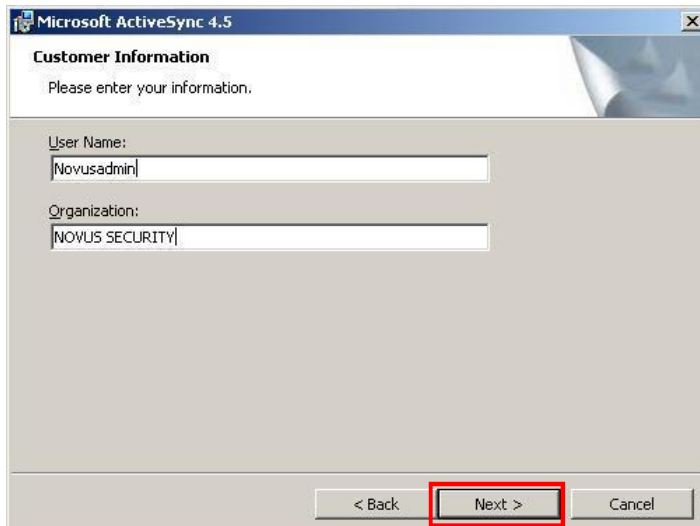 Microsoft ActiveSync 4.5
Customer Information
Please enter your information.
User Name:
Novusadmin
Organization:
NOVUS SECURITY
< Back
Next >
Cancel